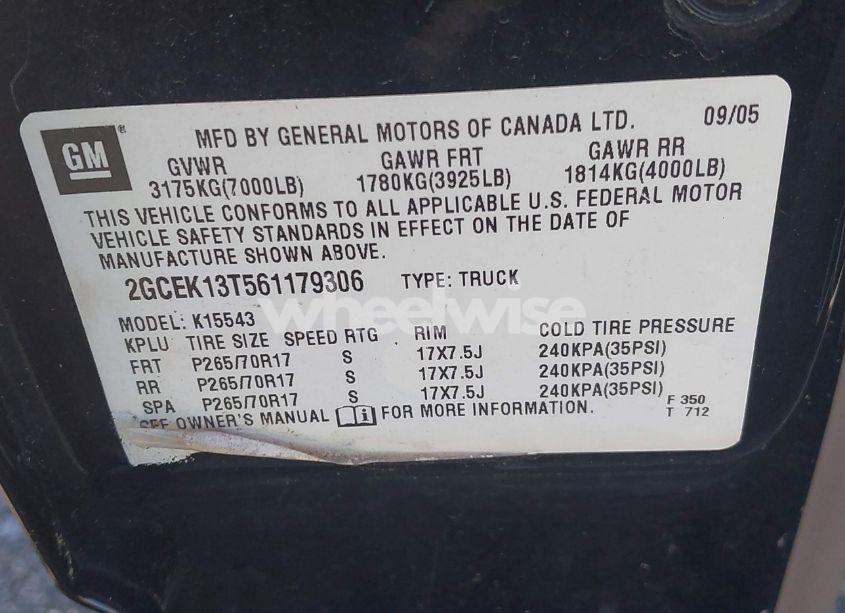 GM ®
MFD BY GENERAL MOTORS OF CANADA LTD. 09/05
GVWR GAWR FRT GAWR RR
3175KG(7000LB) 1780KG(3925LB) 1814KG(4000LB)
THIS VEHICLE CONFORMS TO ALL APPLICABLE U.S. FEDERAL MOTOR
VEHICLE SAFETY STANDARDS IN EFFECT ON THE DATE OF
MANUFACTURE SHOWN ABOVE.
2GCEK13T561179306 TYPE: TRUCK
wheelwise
MODEL: K15543
KPLU TIRE SIZE SPEED RTG RIM COLD TIRE PRESSURE
FRT P265/70R17 S 17X7.5J 240KPA(35PSI)
RR P265/70R17 S 17X7.5J 240KPA(35PSI)
SPA P265/70R17 S 17X7.5J 240KPA(35PSI)
SEE OWNER'S MANUAL i FOR MORE INFORMATION.
F 350
T 712